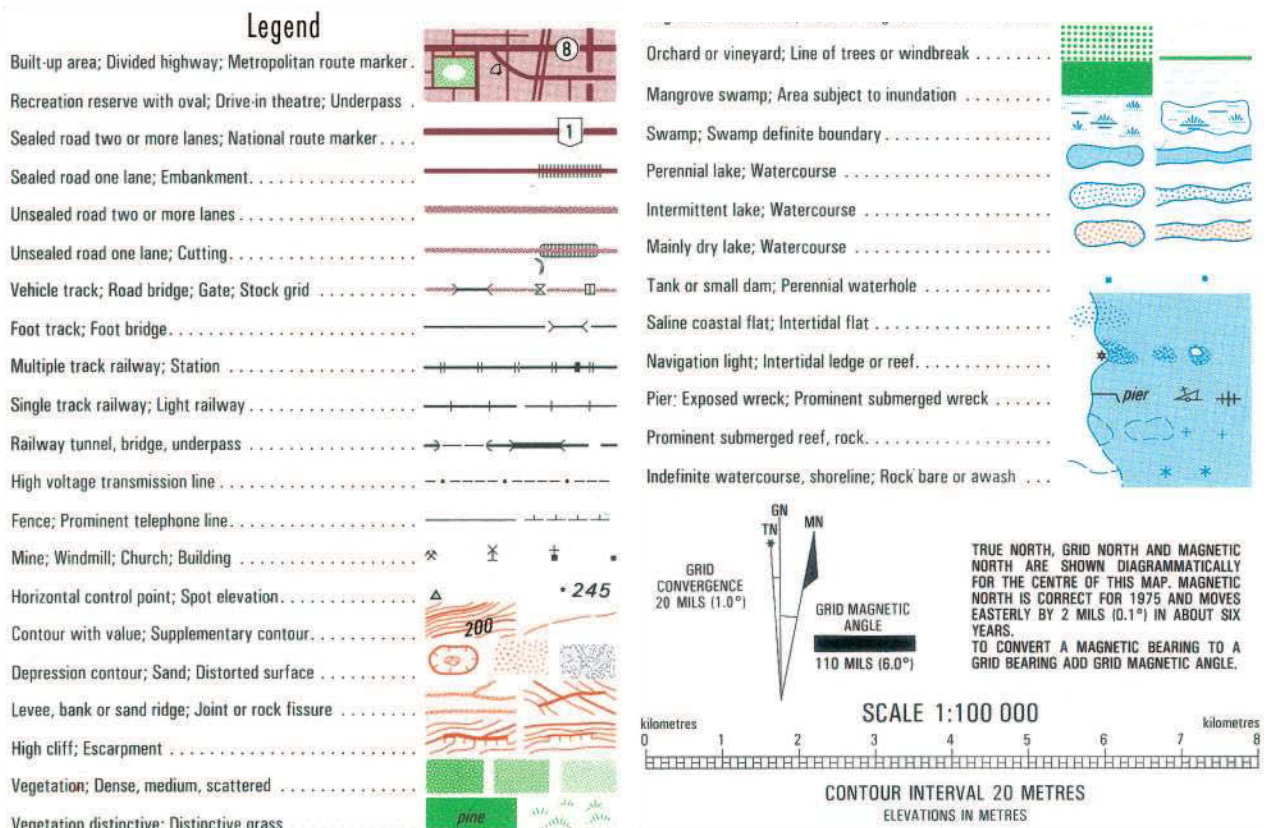 Legend
Built-up area; Divided highway; Metropolitan route marker.
8
Recreation reserve with oval; Drive-in theatre; Underpass .
Sealed road two or more lanes; National route marker....
1
Sealed road one lane; Embankment.................
Unsealed road two or more lanes..................
Unsealed road one lane; Cutting...................
Vehicle track; Road bridge; Gate; Stock grid ..........
Foot track; Foot bridge.........................
Multiple track railway; Station ...................
Single track railway; Light railway.................
Railway tunnel, bridge, underpass .................
High voltage transmission line ....................
Fence; Prominent telephone line...................
Mine; Windmill; Church; Building .................
Horizontal control point; Spot elevation.............
245
Contour with value; Supplementary contour..........
200
Depression contour; Sand; Distorted surface .........
Levee, bank or sand ridge; Joint or rock fissure ........
High cliff; Escarpment .........................
Vegetation; Dense, medium, scattered ..............
Vegetation distinctive; Distinctive grass
pine
Orchard or vineyard; Line of trees or windbreak ........
Mangrove swamp; Area subject to inundation .........
Swamp; Swamp definite boundary.................
Perennial lake; Watercourse .....................
Intermittent lake; Watercourse ...................
Mainly dry lake; Watercourse ....................
Tank or small dam; Perennial waterhole .............
Saline coastal flat; Intertidal flat ..................
Navigation light; Intertidal ledge or reef.............
Pier; Exposed wreck; Prominent submerged wreck ......
pier
Prominent submerged reef, rock...................
Indefinite watercourse, shoreline; Rock bare or awash ...
GN
TN
MN
GRID
CONVERGENCE
20 MILS (1.0°)
GRID MAGNETIC
ANGLE
110 MILS (6.0°)
TRUE NORTH, GRID NORTH AND MAGNETIC
NORTH ARE SHOWN DIAGRAMMATICALLY
FOR THE CENTRE OF THIS MAP. MAGNETIC
NORTH IS CORRECT FOR 1975 AND MOVES
EASTERLY BY 2 MILS (0.1°) IN ABOUT SIX
YEARS.
TO CONVERT A MAGNETIC BEARING TO A
GRID BEARING ADD GRID MAGNETIC ANGLE.
SCALE 1:100 000
kilometres kilometres
0 1 2 3 4 5 6 7 8
CONTOUR INTERVAL 20 METRES
ELEVATIONS IN METRES